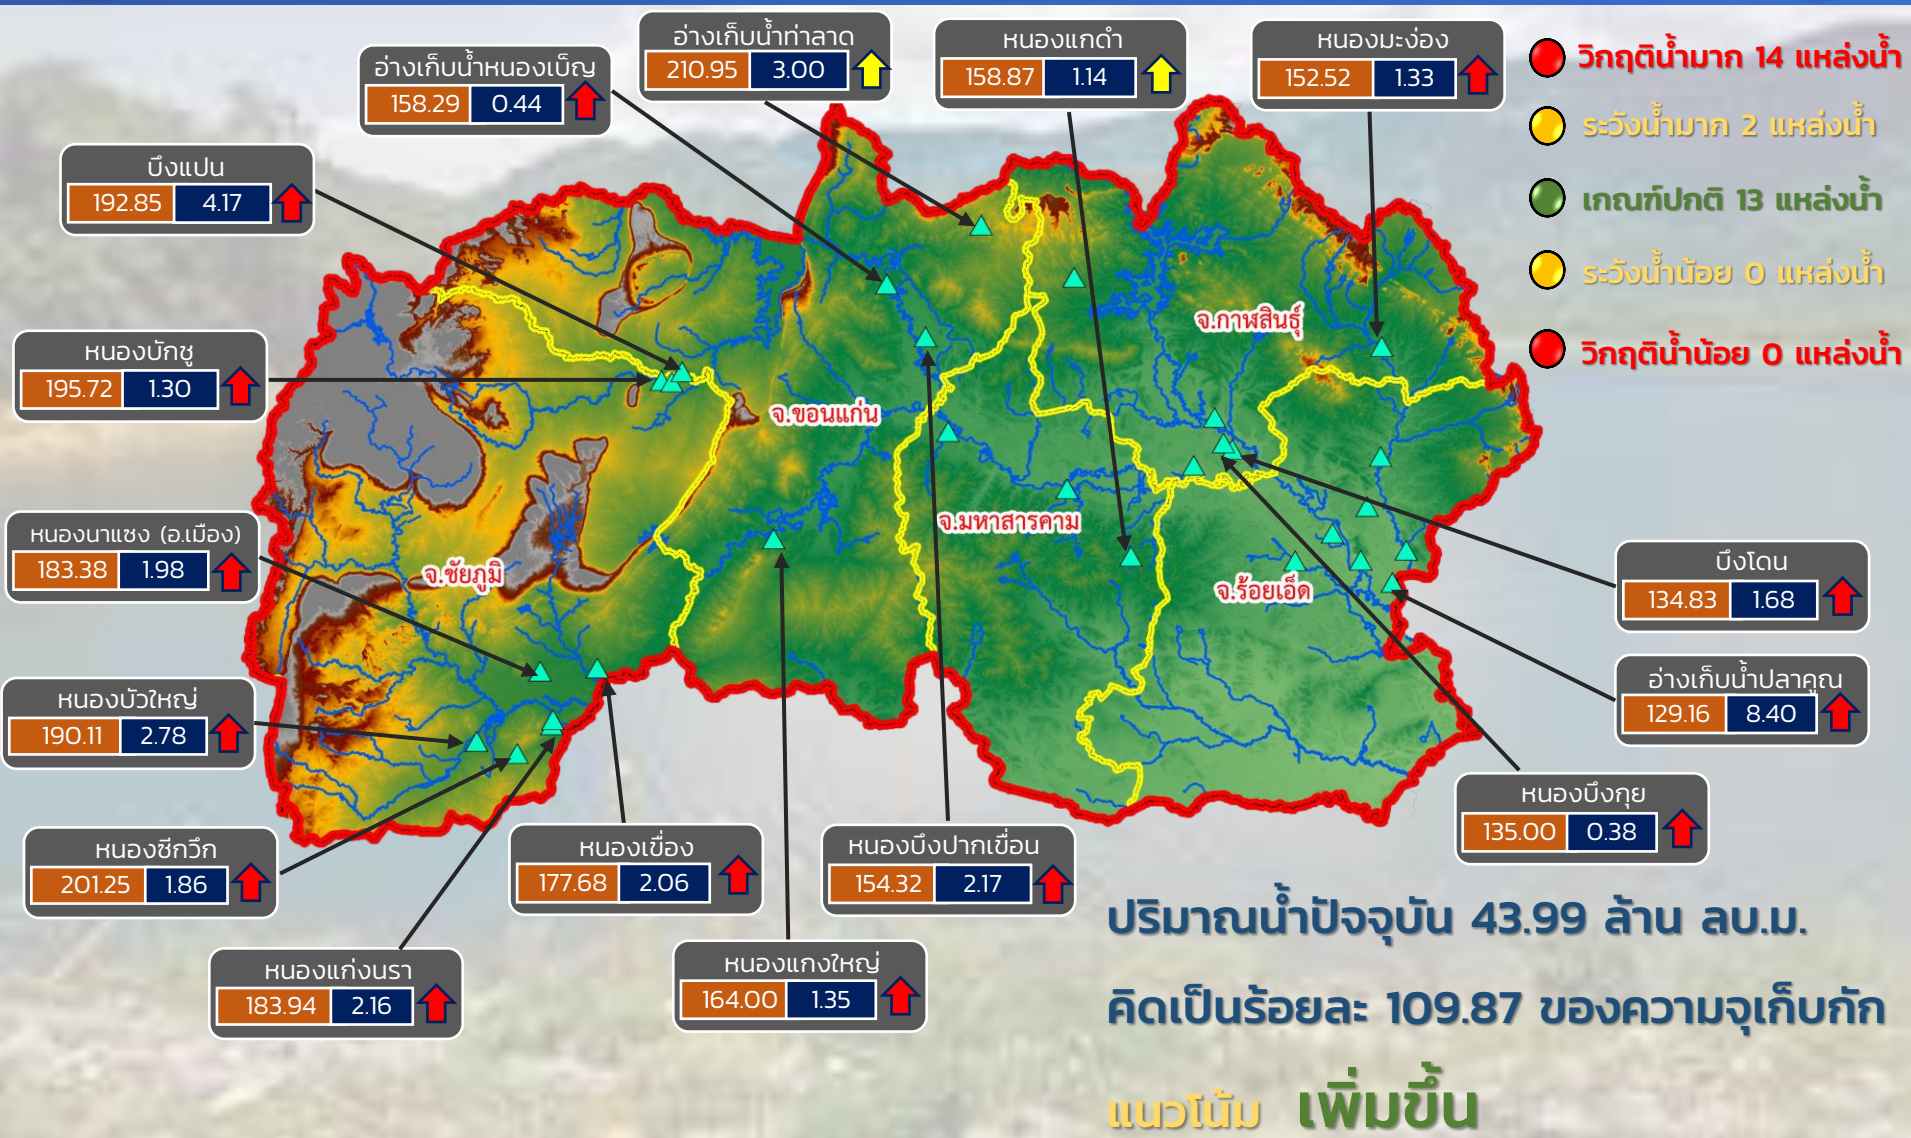 อ่างเก็บน้ำท่าลาด
210.95 3.00
หนองแกดำ
158.87 1.14
หนองมะง่อง
152.52 1.33
วิกฤติน้ำมาก 14 แหล่งน้ำ
อ่างเก็บน้ำหนองเบ็ญ
158.29 0.44
ระวังน้ำมาก 2 แหล่งน้ำ
บึงแปน
192.85 4.17
เกณฑ์ปกติ 13 แหล่งน้ำ
ระวังน้ำน้อย 0 แหล่งน้ำ
วิกฤติน้ำน้อย 0 แหล่งน้ำ
หนองบักชู
195.72 1.30
จ.กาฬสินธุ์
จ.ขอนแก่น
หนองนาแซง (อ.เมือง)
183.38 1.98
จ.มหาสารคาม
จ.ชัยภูมิ
จ.ร้อยเอ็ด
บึงโดน
134.83 1.68
หนองบัวใหญ่
190.11 2.78
อ่างเก็บน้ำปลาคูณ
129.16 8.40
หนองบึงกุย
135.00 0.38
หนองซีกวึก
201.25 1.86
หนองเขื่อง
177.68 2.06
หนองบึงปากเขื่อน
154.32 2.17
หนองแก่งนรา
183.94 2.16
หนองแกงใหญ่
164.00 1.35
ปริมาณน้ำปัจจุบัน 43.99 ล้าน ลบ.ม.
คิดเป็นร้อยละ 109.87 ของความจุเก็บกัก
แนวโน้ม เพิ่มขึ้น